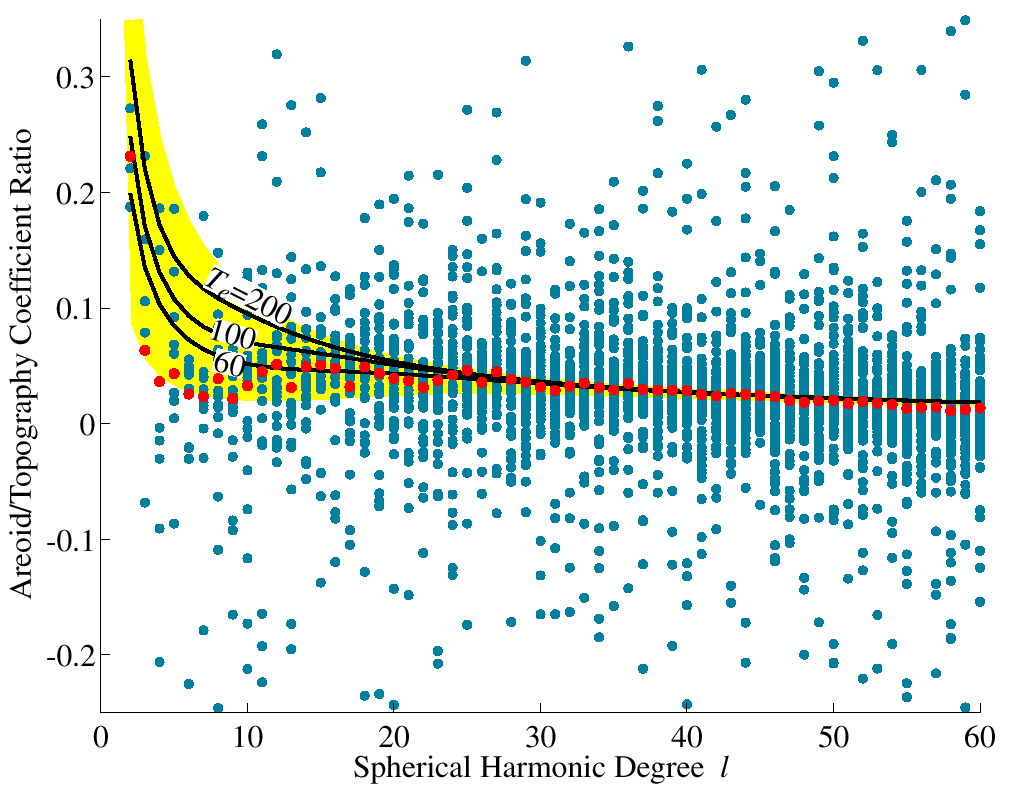 0.3
0.2
0.1
0
-0.1
-0.2
Areoid/Topography Coefficient Ratio
Te=200
100
60
0 10 20 30 40 50 60
Spherical Harmonic Degree l